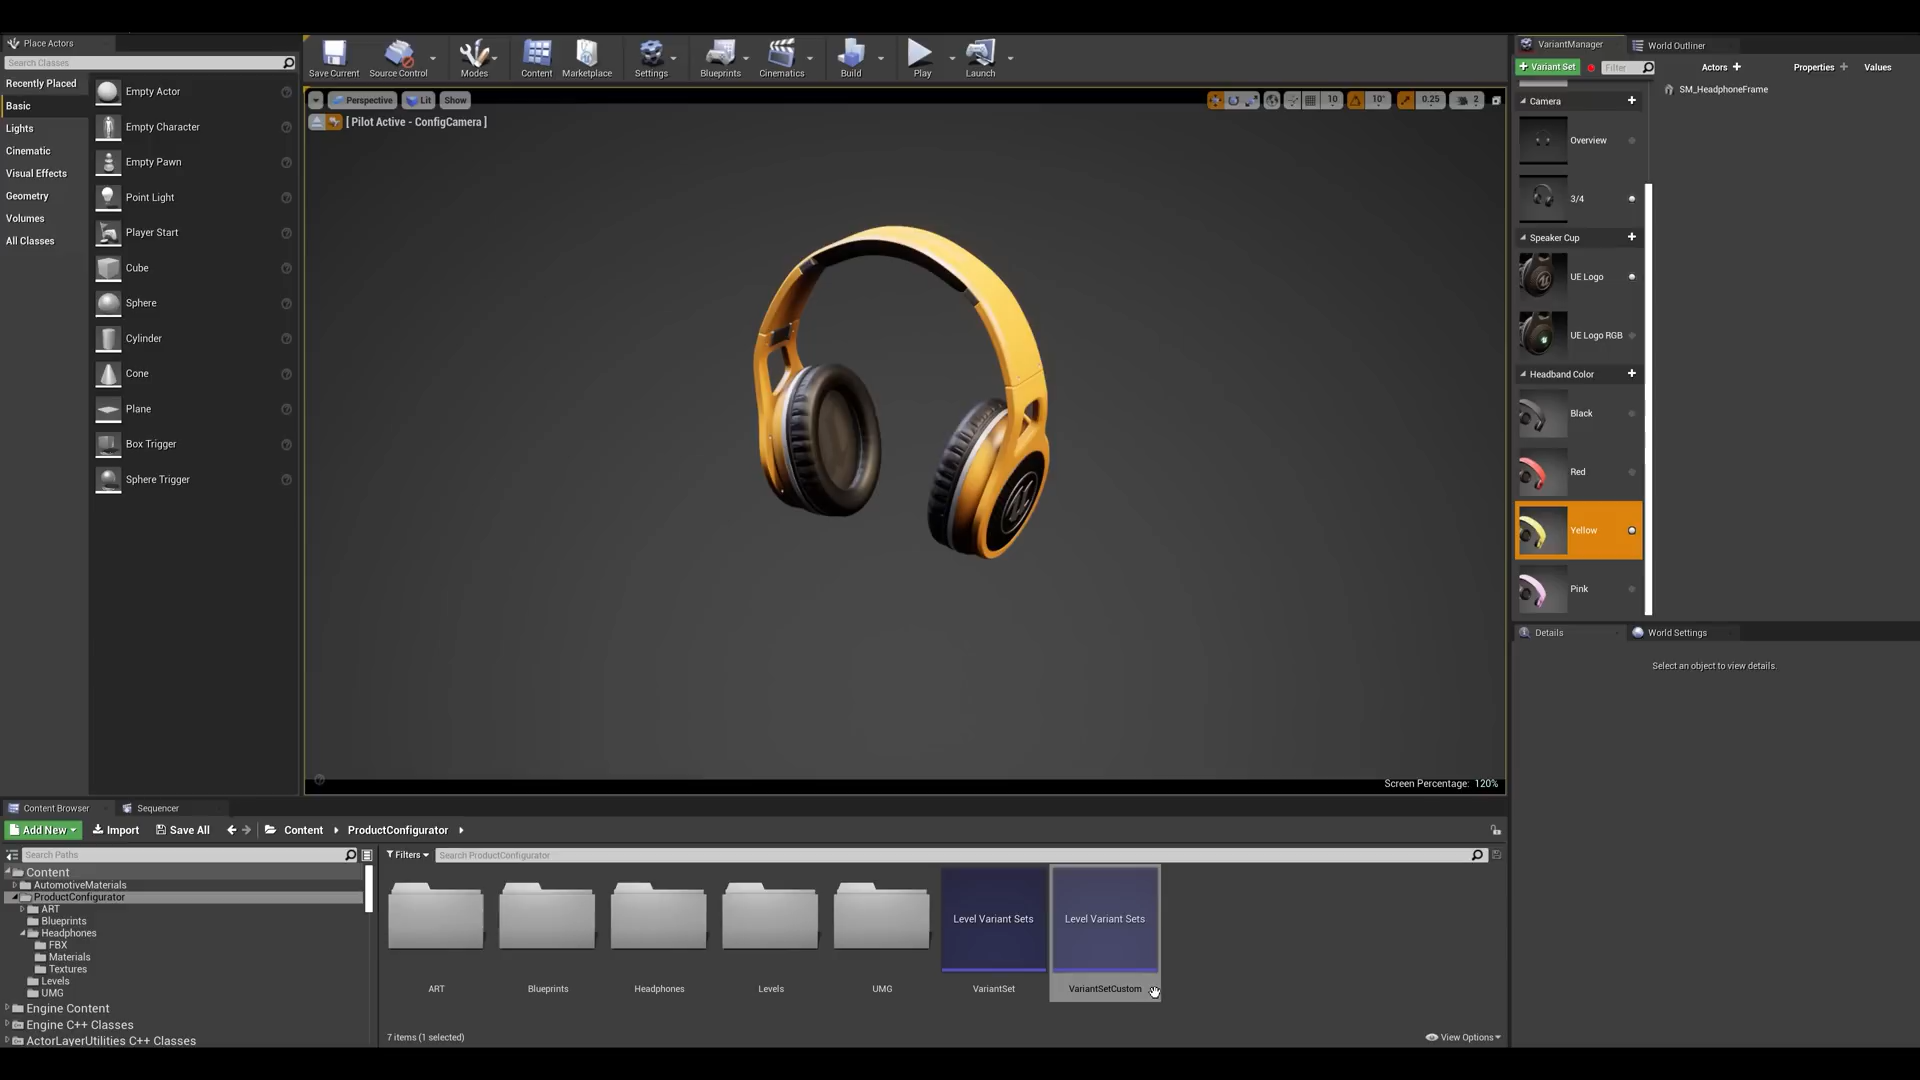 Place Actors
Search Classes
Recently Placed
Basic
Lights
Cinematic
Visual Effects
Geometry
Volumes
All Classes
Empty Actor
Empty Character
Empty Pawn
Point Light
Player Start
Cube
Sphere
Cylinder
Cone
Plane
Box Trigger
Sphere Trigger
Save Current
Source Control
Modes
Content
Marketplace
Settings
Blueprints
Cinematics
Build
Play
Launch
Perspective
Lit
Show
10
10°
0.25
2
[ Pilot Active - ConfigCamera ]
Screen Percentage: 120%
VariantManager
World Outliner
+ Variant Set
Filter
Actors +
Properties +
Values
Camera
Overview
3/4
Speaker Cup
UE Logo
UE Logo RGB
Headband Color
Black
Red
Yellow
Pink
SM_HeadphoneFrame
Details
World Settings
Select an object to view details.
Content Browser
Sequencer
Add New
Import
Save All
Content
ProductConfigurator
Search Paths
Content
AutomotiveMaterials
ProductConfigurator
ART
Blueprints
Headphones
FBX
Materials
Textures
Levels
UMG
Engine Content
Engine C++ Classes
ActorLayerUtilities C++ Classes
Filters
Search ProductConfigurator
Level Variant Sets
Level Variant Sets
ART
Blueprints
Headphones
Levels
UMG
VariantSet
VariantSetCustom
7 items (1 selected)
View Options